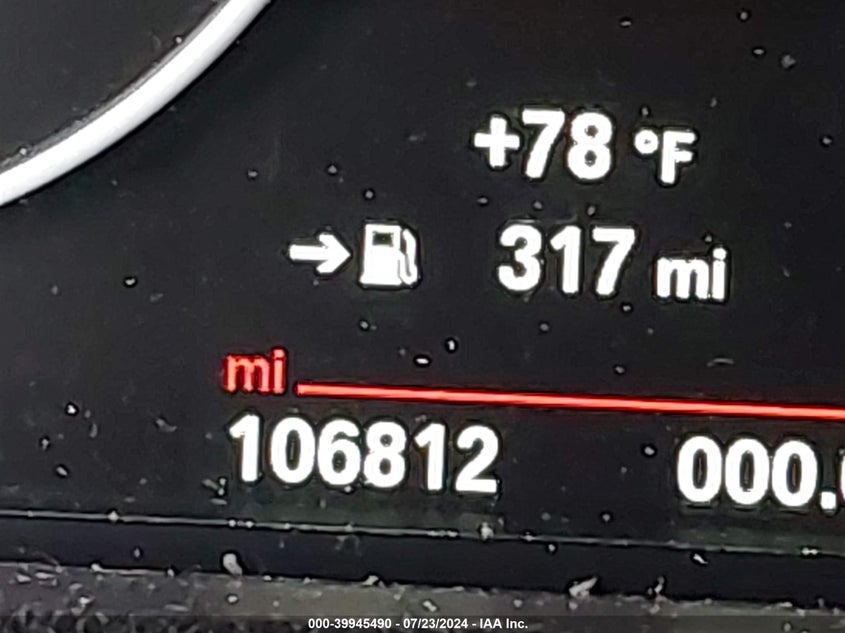 +78 °F
317 mi
mi
106812 000.
000-39945490 - 07/23/2024 - IAA Inc.